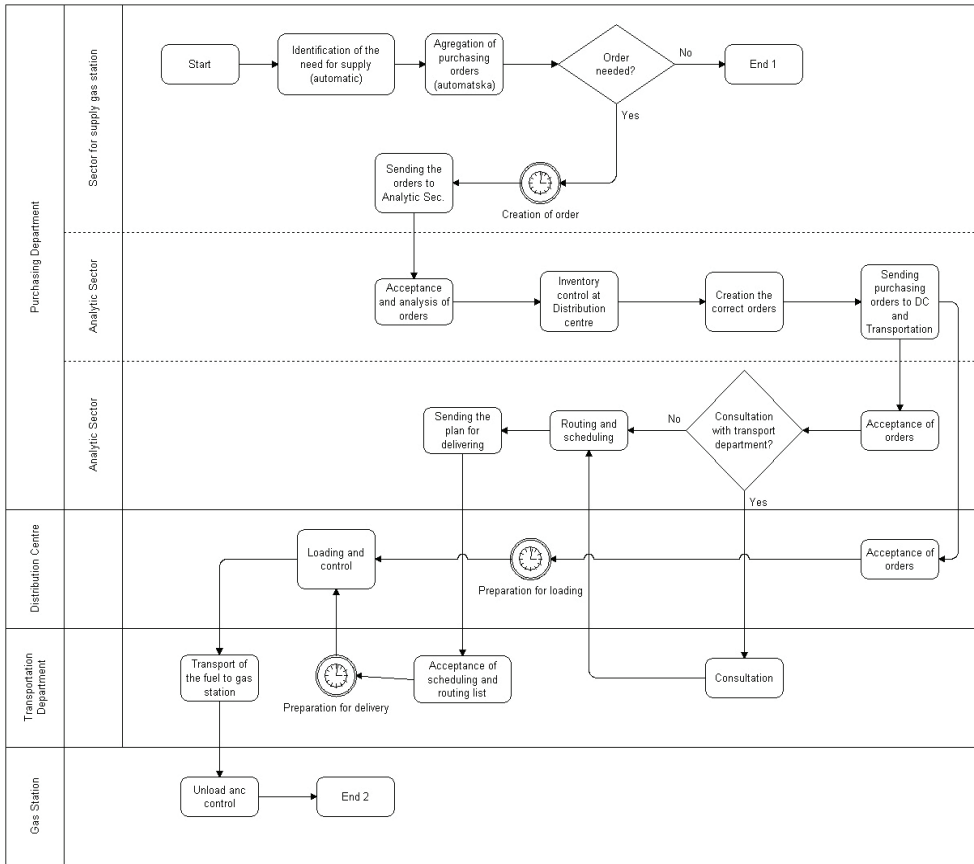 Purchasing Department
Sector for supply gas station
Start
Identification of the
need for supply
(automatic)
Agregation of
purchasing
orders
(automatska)
Order
needed?
No
End 1
Yes
Creation of order
Sending the
orders to
Analytic Sec.
Analytic Sector
Acceptance
and analysis of
orders
Inventory
control at
Distribution
centre
Creation the
correct orders
Sending
purchasing
orders to DC
and
Transportation
Analytic Sector
Acceptance of
orders
Consultation
with transport
department?
No
Yes
Routing and
scheduling
Sending the
plan for
delivering
Distribution Centre
Acceptance of
orders
Preparation for loading
Loading and
control
Transportation
Department
Transport of
the fuel to gas
station
Preparation for delivery
Acceptance of
scheduling and
routing list
Consultation
Gas Station
Unload anc
control
End 2